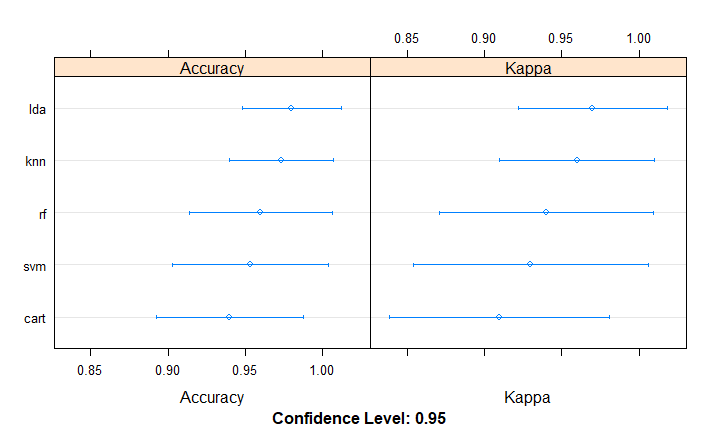 0.85 0.90 0.95 1.00
Accuracy Kappa
lda
knn
rf
svm
cart
0.85 0.90 0.95 1.00
Accuracy Kappa
Confidence Level: 0.95